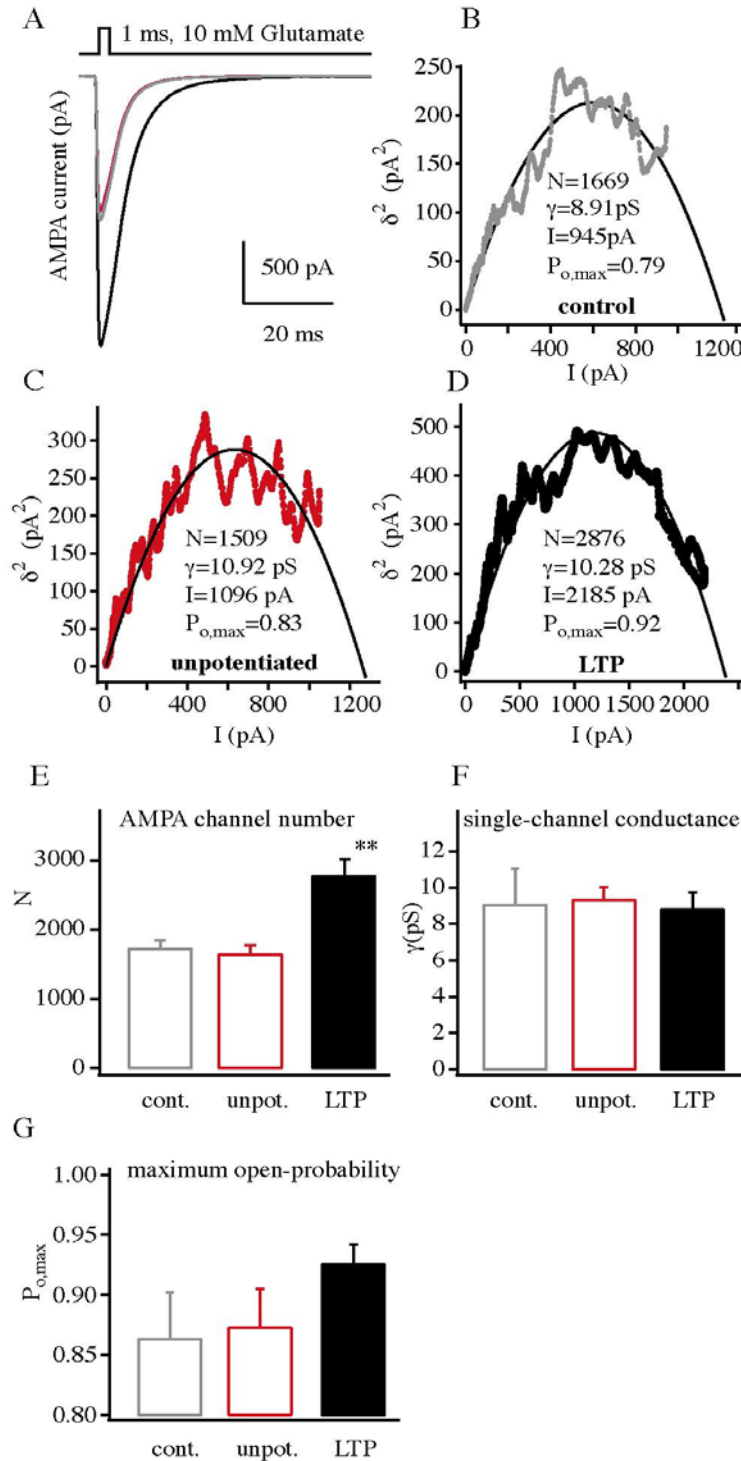 A
1 ms, 10 mM Glutamate
AMPA current (pA)
500 pA
20 ms
B
250
200
150
100
50
0
δ² (pA²)
N=1669
γ=8.91pS
I=945pA
Po,max=0.79
control
0 400 800 1200
I (pA)
C
300
250
200
150
100
50
0
δ² (pA²)
N=1509
γ=10.92 pS
I=1096 pA
Po,max=0.83
unpotentiated
0 400 800 1200
I (pA)
D
500
400
300
200
100
0
δ² (pA²)
N=2876
γ=10.28 pS
I=2185 pA
Po,max=0.92
LTP
0 500 1000 1500 2000
I (pA)
E
AMPA channel number
**
3000
2000
1000
0
N
cont. unpot. LTP
F
single-channel conductance
12
10
8
6
4
2
0
γ(pS)
cont. unpot. LTP
G
maximum open-probability
1.00
0.95
0.90
0.85
0.80
Po,max
cont. unpot. LTP